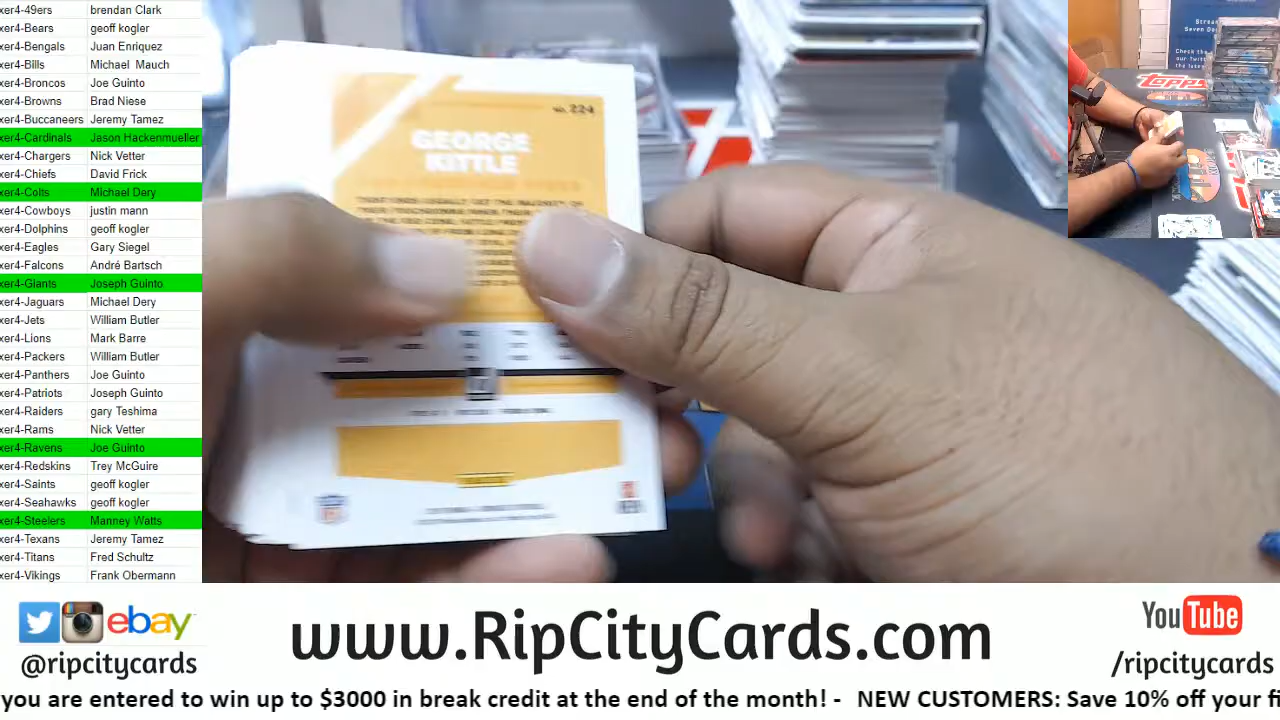 xer4-49ers brendan Clark
xer4-Bears geoff kogler
xer4-Bengals Juan Enriquez
xer4-Bills Michael Mauch
xer4-Broncos Joe Guinto
xer4-Browns Brad Niese
xer4-Buccaneers Jeremy Tamez
xer4-Cardinals Jason Hackenmueller
xer4-Chargers Nick Vetter
xer4-Chiefs David Frick
xer4-Colts Michael Dery
xer4-Cowboys justin mann
xer4-Dolphins geoff kogler
xer4-Eagles Gary Siegel
xer4-Falcons André Bartsch
xer4-Giants Joseph Guinto
xer4-Jaguars Michael Dery
xer4-Jets William Butler
xer4-Lions Mark Barre
xer4-Packers William Butler
xer4-Panthers Joe Guinto
xer4-Patriots Joseph Guinto
xer4-Raiders gary Teshima
xer4-Rams Nick Vetter
xer4-Ravens Joe Guinto
xer4-Redskins Trey McGuire
xer4-Saints geoff kogler
xer4-Seahawks geoff kogler
xer4-Steelers Manney Watts
xer4-Texans Jeremy Tamez
xer4-Titans Fred Schultz
xer4-Vikings Frank Obermann
No. 224
GEORGE
KITTLE
Topps
ebay
@ripcitycards
www.RipCityCards.com
YouTube
/ripcitycards
you are entered to win up to $3000 in break credit at the end of the month! - NEW CUSTOMERS: Save 10% off your fi